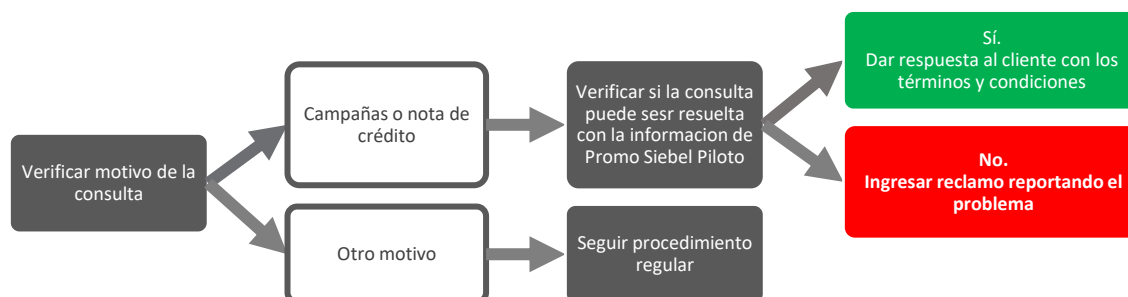 Verificar motivo de la
consulta
Campañas o nota de
crédito
Otro motivo
Verificar si la consulta
puede sesr resuelta
con la informacion de
Promo Siebel Piloto
Seguir procedimiento
regular
Sí.
Dar respuesta al cliente con los
términos y condiciones
No.
Ingresar reclamo reportando el
problema